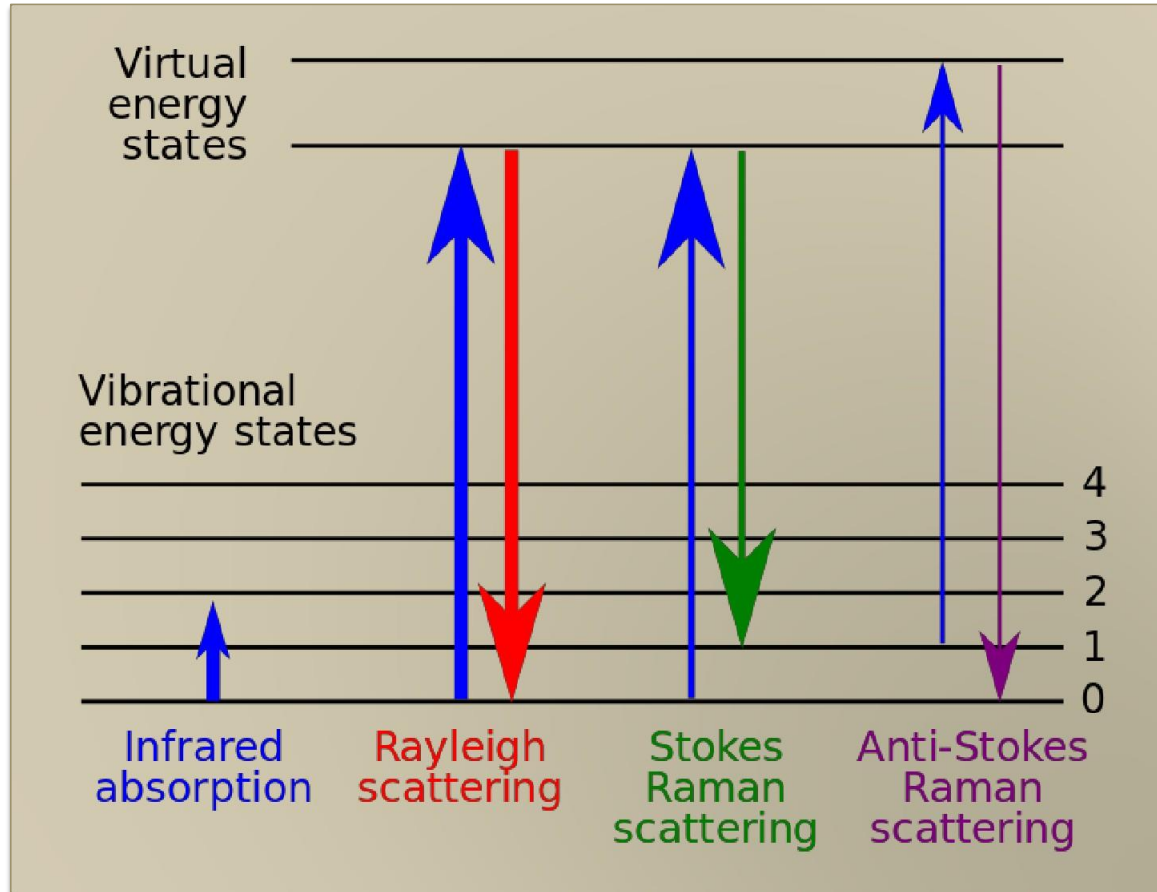 Virtual
energy
states
Vibrational
energy states
4
3
2
1
0
Infrared
absorption
Rayleigh
scattering
Stokes
Raman
scattering
Anti-Stokes
Raman
scattering